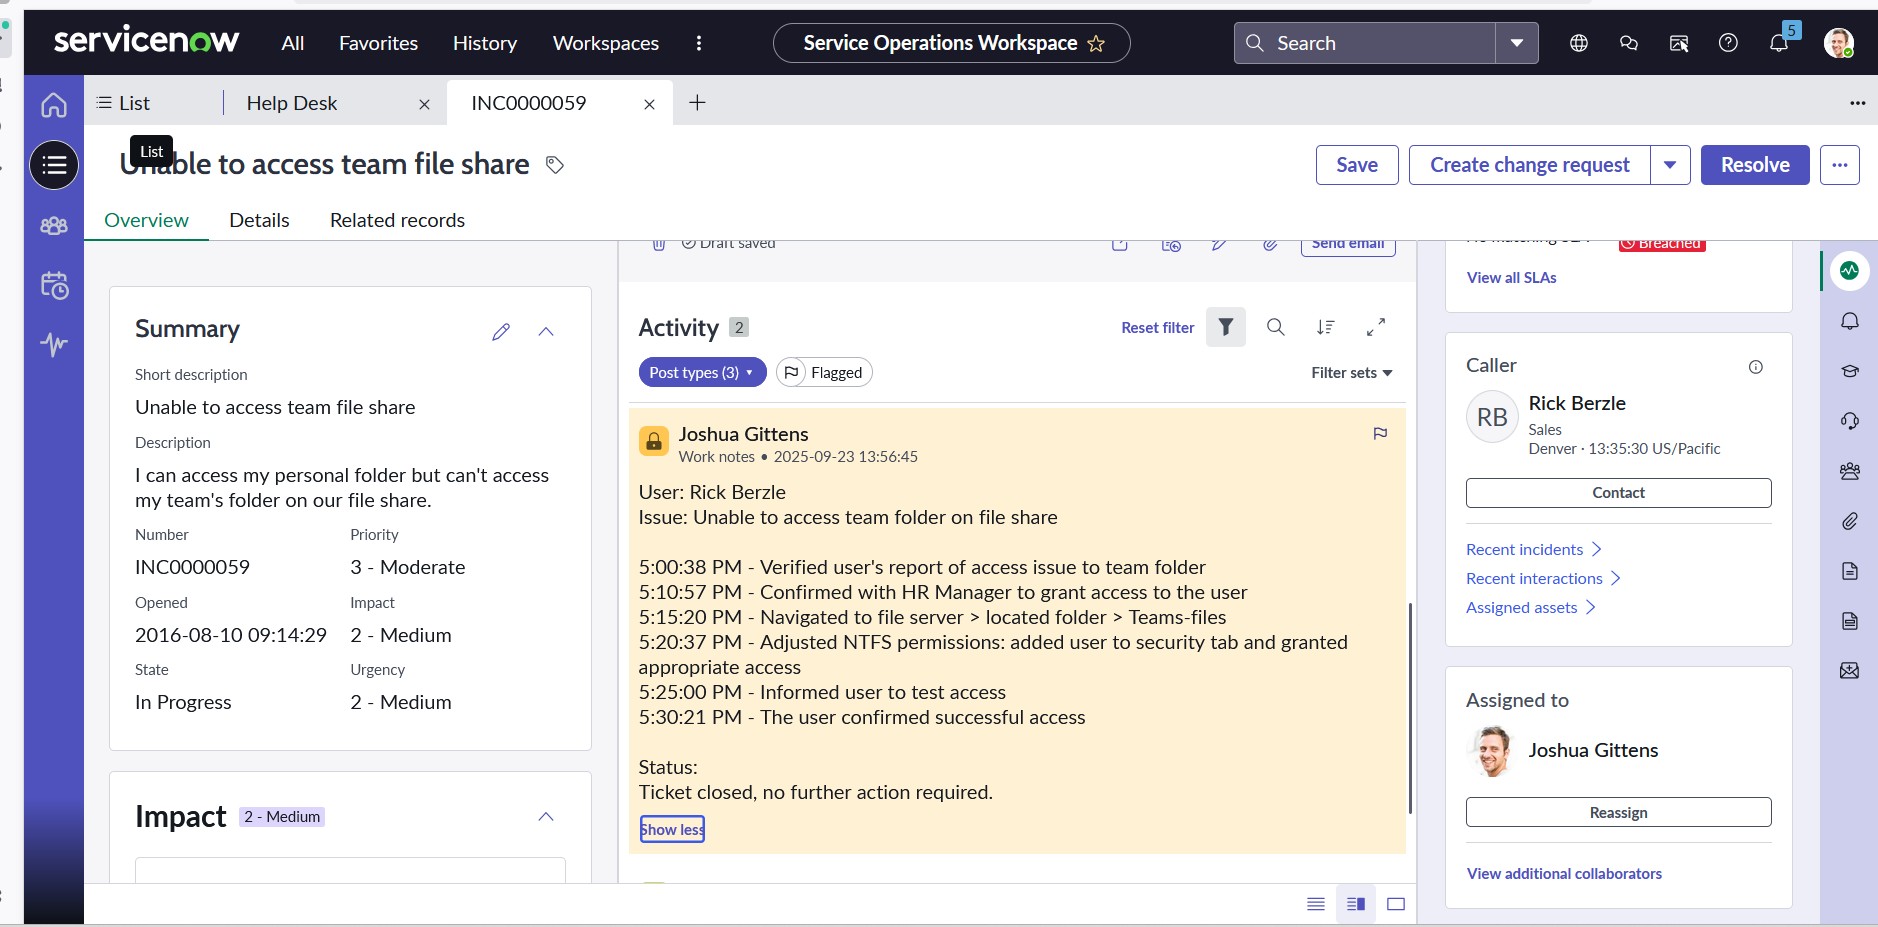 servicenow
All
Favorites
History
Workspaces
Service Operations Workspace
Search
5
List
Help Desk
INC0000059
List
Unable to access team file share
Save
Create change request
Resolve
Overview
Details
Related records
Draft saved
Send email
Breached
View all SLAs
Summary
Short description
Unable to access team file share
Description
I can access my personal folder but can't access
my team's folder on our file share.
Number
Priority
INC0000059
3 - Moderate
Opened
Impact
2016-08-10 09:14:29
2 - Medium
State
Urgency
In Progress
2 - Medium
Impact
2 - Medium
Activity 2
Reset filter
Post types (3)
Flagged
Filter sets
Joshua Gittens
Work notes • 2025-09-23 13:56:45
User: Rick Berzle
Issue: Unable to access team folder on file share
5:00:38 PM - Verified user's report of access issue to team folder
5:10:57 PM - Confirmed with HR Manager to grant access to the user
5:15:20 PM - Navigated to file server > located folder > Teams-files
5:20:37 PM - Adjusted NTFS permissions: added user to security tab and granted
appropriate access
5:25:00 PM - Informed user to test access
5:30:21 PM - The user confirmed successful access
Status:
Ticket closed, no further action required.
Show less
Caller
RB
Rick Berzle
Sales
Denver · 13:35:30 US/Pacific
Contact
Recent incidents
Recent interactions
Assigned assets
Assigned to
Joshua Gittens
Reassign
View additional collaborators